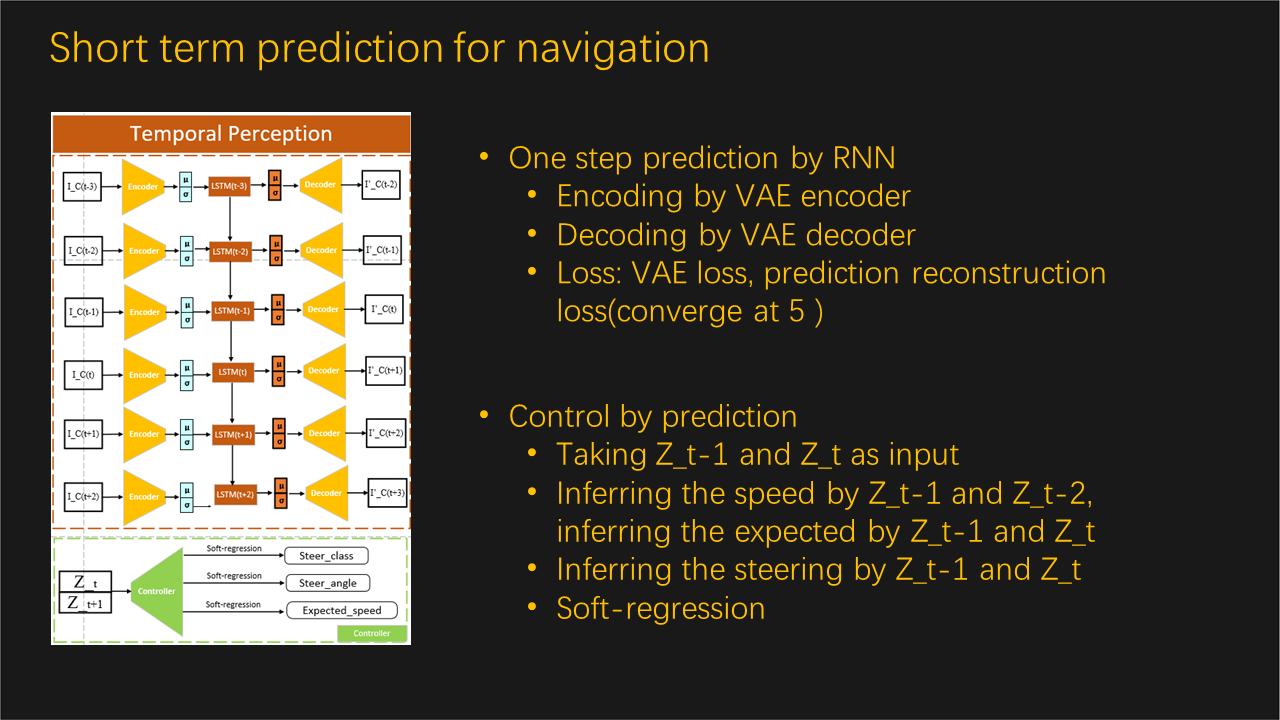 Short term prediction for navigation
Temporal Perception
I_C(t-3) Encoder μ σ LSTM(t-3) μ σ Decoder I'_C(t-2)
I_C(t-2) Encoder μ σ LSTM(t-2) μ σ Decoder I'_C(t-1)
I_C(t-1) Encoder μ σ LSTM(t-1) μ σ Decoder I'_C(t)
I_C(t) Encoder μ σ LSTM(t) μ σ Decoder I'_C(t+1)
I_C(t+1) Encoder μ σ LSTM(t+1) μ σ Decoder I'_C(t+2)
I_C(t+2) Encoder μ σ LSTM(t+2) μ σ Decoder I'_C(t+3)
Z_t
Z_t+1
Controller
Soft-regression Steer_class
Soft-regression Steer_angle
Soft-regression Expected_speed
Controller
• One step prediction by RNN
• Encoding by VAE encoder
• Decoding by VAE decoder
• Loss: VAE loss, prediction reconstruction
loss(converge at 5 )
• Control by prediction
• Taking Z_t-1 and Z_t as input
• Inferring the speed by Z_t-1 and Z_t-2,
inferring the expected by Z_t-1 and Z_t
• Inferring the steering by Z_t-1 and Z_t
• Soft-regression